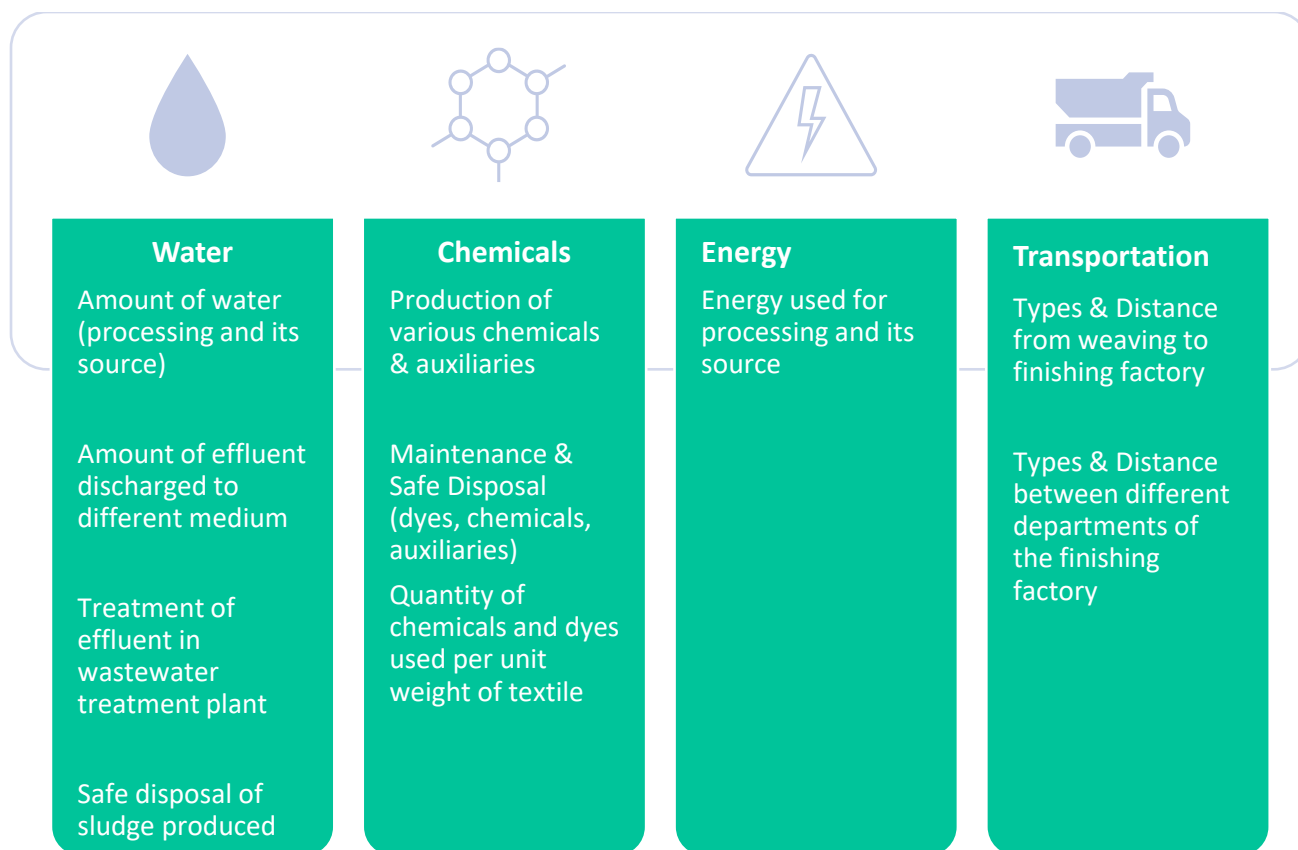 Water
Amount of water
(processing and its
source)
Amount of effluent
discharged to
different medium
Treatment of
effluent in
wastewater
treatment plant
Safe disposal of
sludge produced
Chemicals
Production of
various chemicals
& auxiliaries
Maintenance &
Safe Disposal
(dyes, chemicals,
auxiliaries)
Quantity of
chemicals and dyes
used per unit
weight of textile
Energy
Energy used for
processing and its
source
Transportation
Types & Distance
from weaving to
finishing factory
Types & Distance
between different
departments of
the finishing
factory